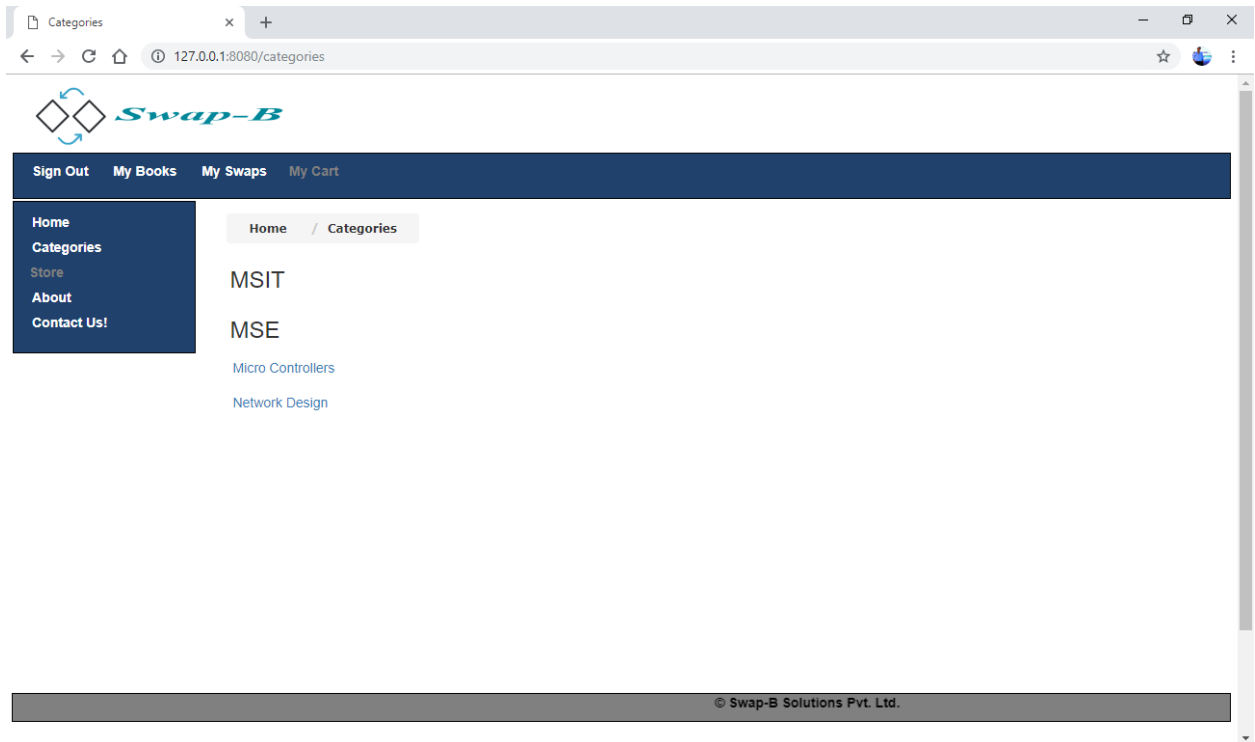 Categories
127.0.0.1:8080/categories
Swap-B
Sign Out My Books My Swaps My Cart
Home
Categories
Store
About
Contact Us!
Home / Categories
MSIT
MSE
Micro Controllers
Network Design
© Swap-B Solutions Pvt. Ltd.